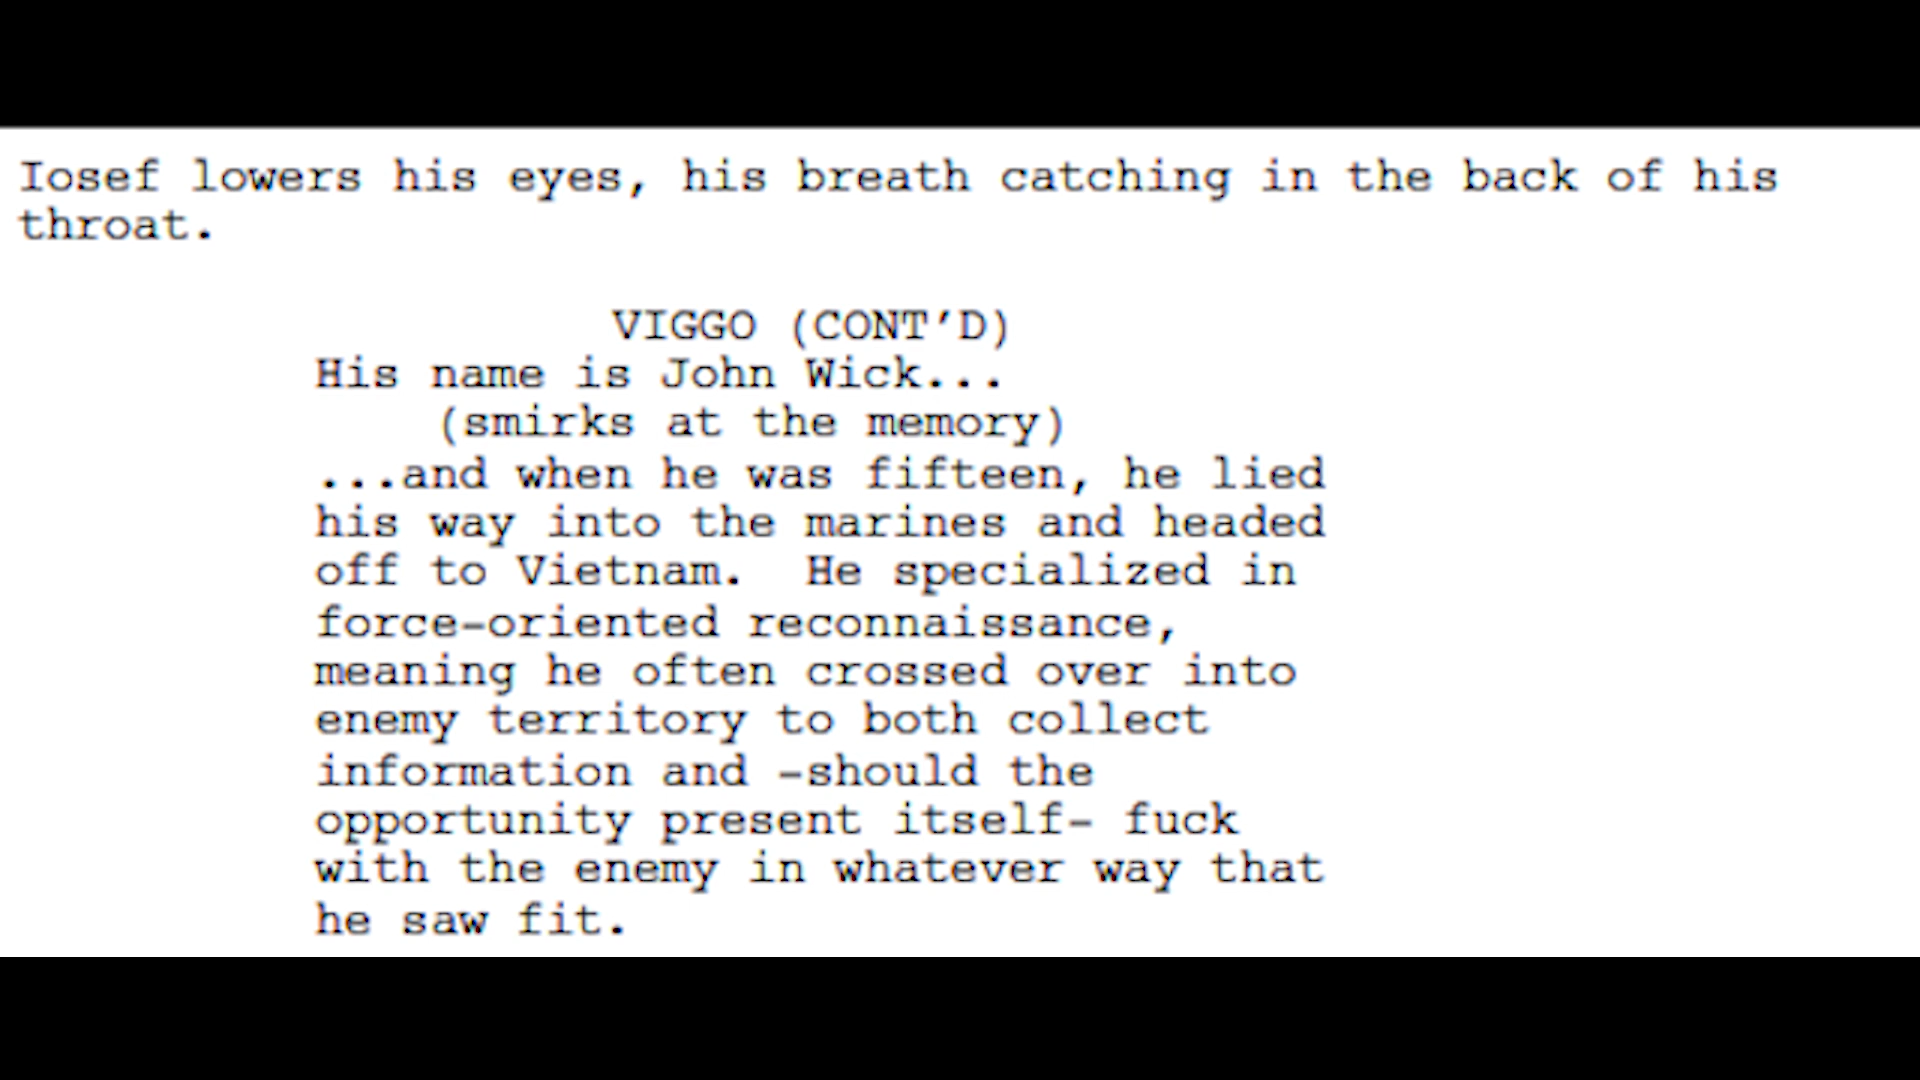 Iosef lowers his eyes, his breath catching in the back of his
throat.
VIGGO (CONT'D)
His name is John Wick...
(smirks at the memory)
...and when he was fifteen, he lied
his way into the marines and headed
off to Vietnam.  He specialized in
force-oriented reconnaissance,
meaning he often crossed over into
enemy territory to both collect
information and -should the
opportunity present itself- fuck
with the enemy in whatever way that
he saw fit.